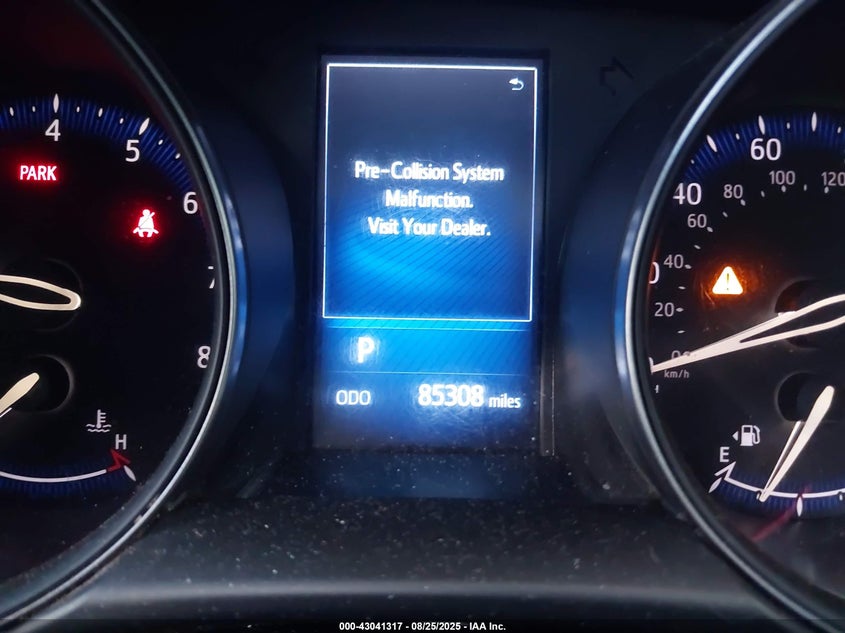 4
5
6
7
8
PARK
H
Pre-Collision System
Malfunction.
Visit Your Dealer.
P
ODO 85308 miles
60
40
80
100
120
60
40
20
km/h
E
000-43041317 - 08/25/2025 - IAA Inc.